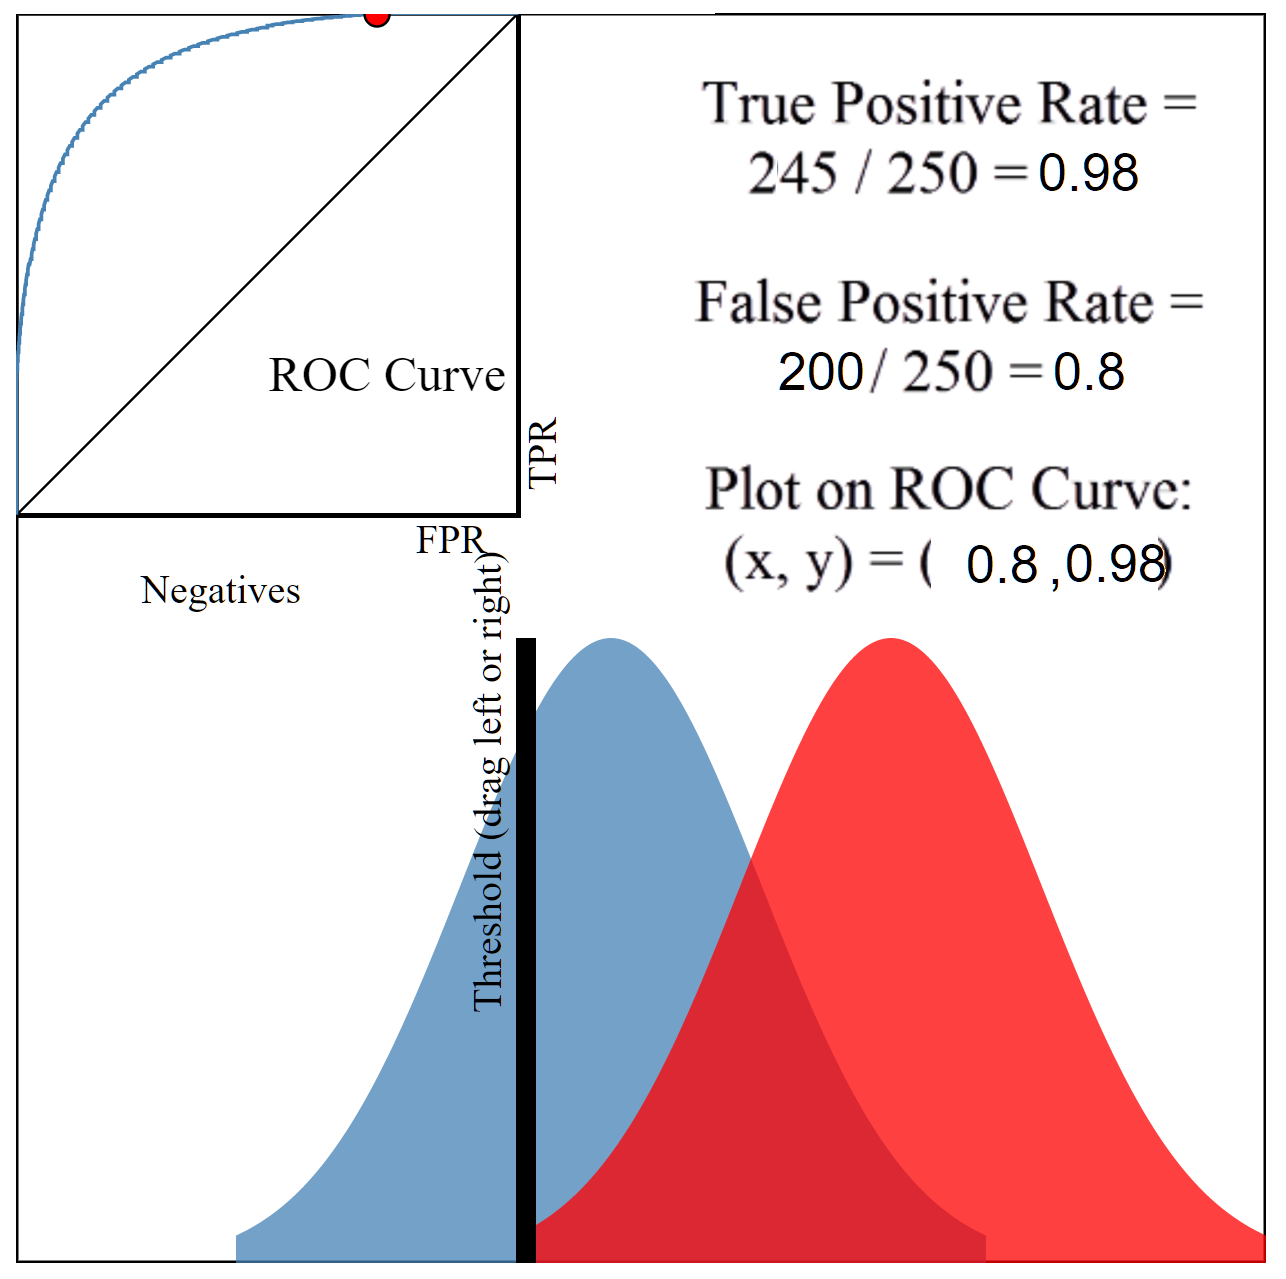 True Positive Rate =
245 / 250 = 0.98
False Positive Rate =
200 / 250 = 0.8
Plot on ROC Curve:
(x, y) = ( 0.8 ,0.98)
ROC Curve
TPR
FPR
Negatives
Threshold (drag left or right)